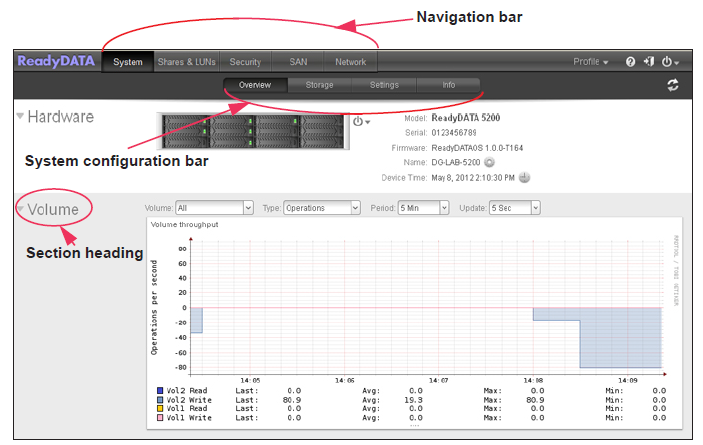 Navigation bar
ReadyDATA System Shares & LUNs Security SAN Network Profile
Overview Storage Settings Info
Hardware
Model: ReadyDATA 5200
Serial: 0123456789
Firmware: ReadyDATAOS 1.0.0-T164
Name: DG-LAB-5200
Device Time: May 8, 2012 2:10:30 PM
System configuration bar
Volume
Volume: All Type: Operations Period: 5 Min Update: 5 Sec
Section heading
Volume throughput
Operations per second
80
60
40
20
0
-20
-40
-60
-80
14:05 14:06 14:07 14:08 14:09
Vol2 Read Last: 0.0 Avg: 0.0 Max: 0.0 Min: 0.0
Vol2 Write Last: 80.9 Avg: 19.3 Max: 80.9 Min: 0.0
Vol1 Read Last: 0.0 Avg: 0.0 Max: 0.0 Min: 0.0
Vol1 Write Last: 0.0 Avg: 0.0 Max: 0.0 Min: 0.0